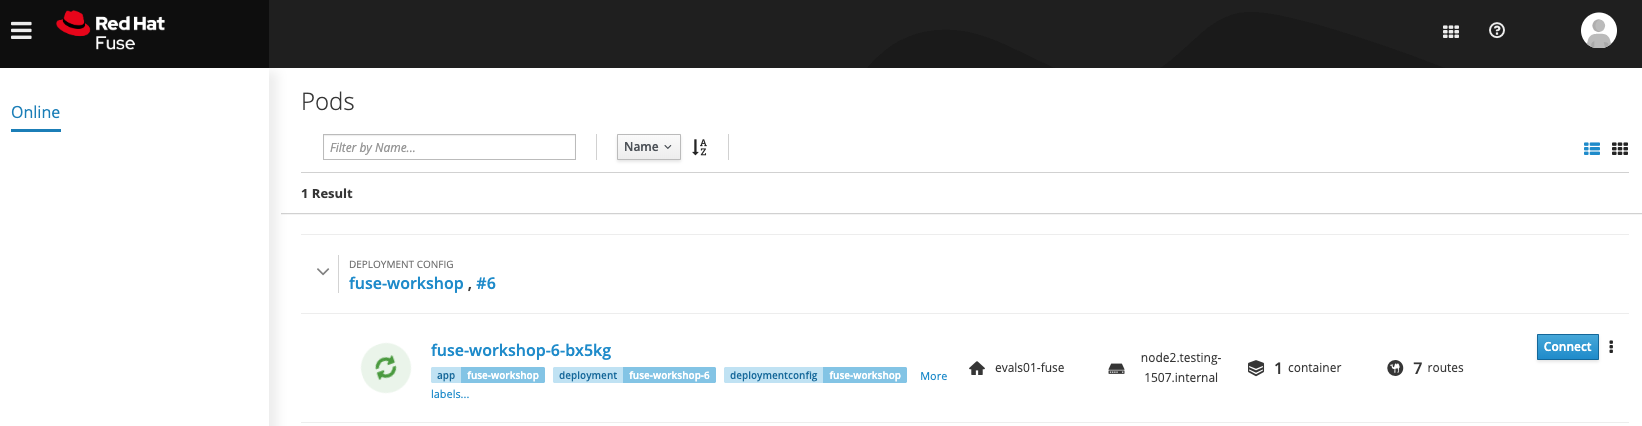 Red Hat
Fuse
Online
Pods
Filter by Name...
Name
A
Z
1 Result
DEPLOYMENT CONFIG
fuse-workshop , #6
fuse-workshop-6-bx5kg
app fuse-workshop deployment fuse-workshop-6 deploymentconfig fuse-workshop More
labels...
evals01-fuse
node2.testing-
1507.internal
1 container
7 routes
Connect